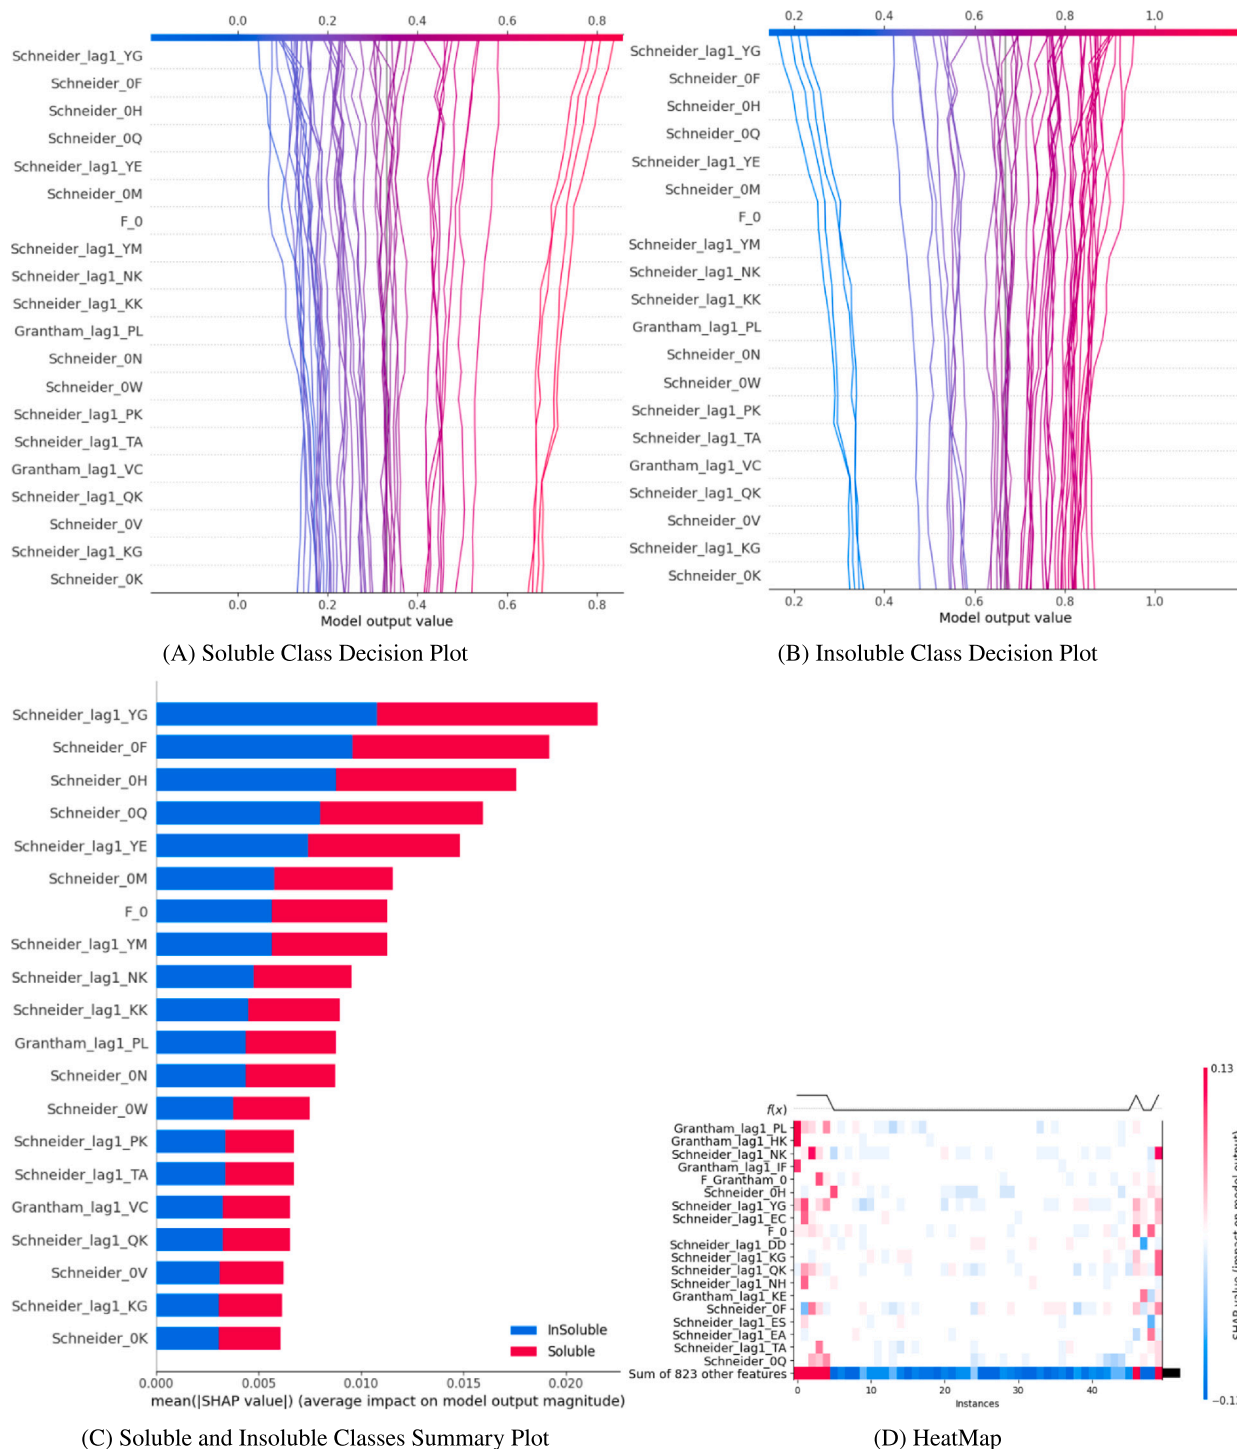 0.0 0.2 0.4 0.6 0.8
Schneider_lag1_YG
Schneider_0F
Schneider_0H
Schneider_0Q
Schneider_lag1_YE
Schneider_0M
F_0
Schneider_lag1_YM
Schneider_lag1_NK
Schneider_lag1_KK
Grantham_lag1_PL
Schneider_0N
Schneider_0W
Schneider_lag1_PK
Schneider_lag1_TA
Grantham_lag1_VC
Schneider_lag1_QK
Schneider_0V
Schneider_lag1_KG
Schneider_0K
0.0 0.2 0.4 0.6 0.8
Model output value
(A) Soluble Class Decision Plot
0.2 0.4 0.6 0.8 1.0
Schneider_lag1_YG
Schneider_0F
Schneider_0H
Schneider_0Q
Schneider_lag1_YE
Schneider_0M
F_0
Schneider_lag1_YM
Schneider_lag1_NK
Schneider_lag1_KK
Grantham_lag1_PL
Schneider_0N
Schneider_0W
Schneider_lag1_PK
Schneider_lag1_TA
Grantham_lag1_VC
Schneider_lag1_QK
Schneider_0V
Schneider_lag1_KG
Schneider_0K
0.2 0.4 0.6 0.8 1.0
Model output value
(B) Insoluble Class Decision Plot
Schneider_lag1_YG
Schneider_0F
Schneider_0H
Schneider_0Q
Schneider_lag1_YE
Schneider_0M
F_0
Schneider_lag1_YM
Schneider_lag1_NK
Schneider_lag1_KK
Grantham_lag1_PL
Schneider_0N
Schneider_0W
Schneider_lag1_PK
Schneider_lag1_TA
Grantham_lag1_VC
Schneider_lag1_QK
Schneider_0V
Schneider_lag1_KG
Schneider_0K
InSoluble
Soluble
0.000 0.005 0.010 0.015 0.020
mean(|SHAP value|) (average impact on model output magnitude)
(C) Soluble and Insoluble Classes Summary Plot
f(x)
Grantham_lag1_PL
Grantham_lag1_HK
Schneider_lag1_NK
Grantham_lag1_IF
F_Grantham_0
Schneider_0H
Schneider_lag1_YG
Schneider_lag1_EC
F_0
Schneider_lag1_DD
Schneider_lag1_KG
Schneider_lag1_QK
Schneider_lag1_NH
Grantham_lag1_KE
Schneider_0F
Schneider_lag1_ES
Schneider_lag1_EA
Schneider_lag1_TA
Schneider_0Q
Sum of 823 other features
0 10 20 30 40
Instances
0.13
SHAP value (impact on model output)
(D) HeatMap